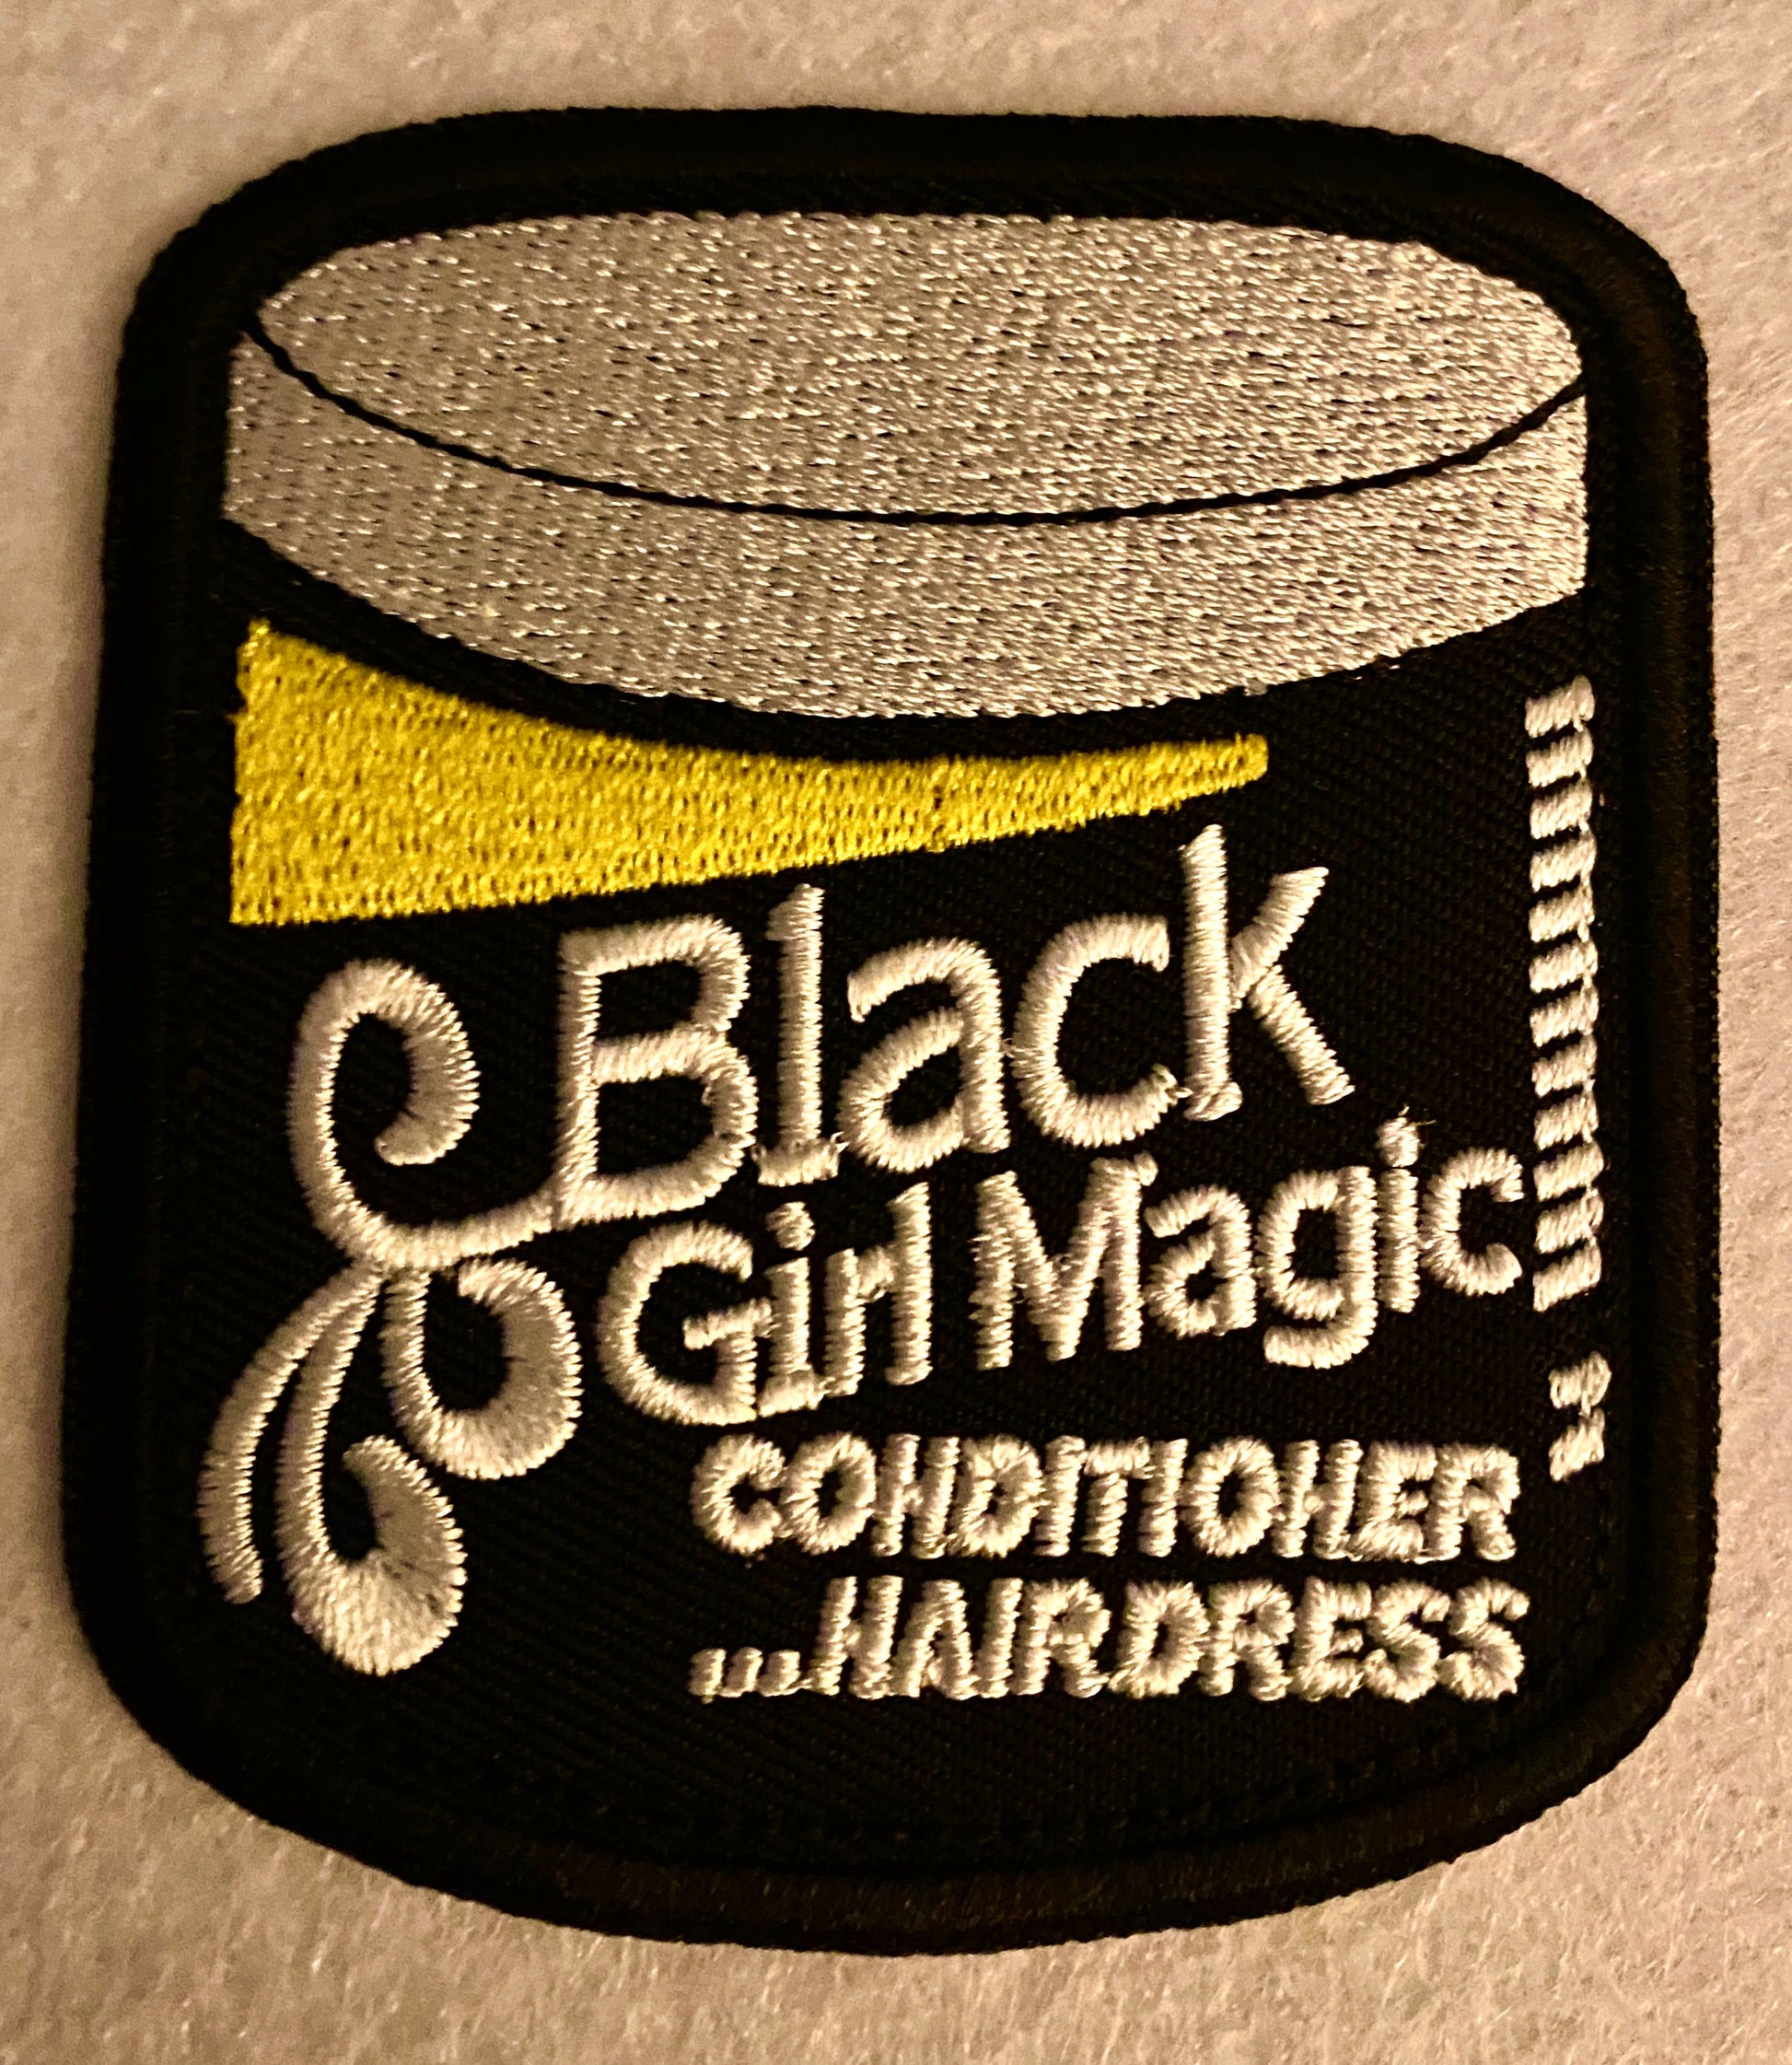 Black
Girl Magic
CONDITIONER
...HAIRDRESS